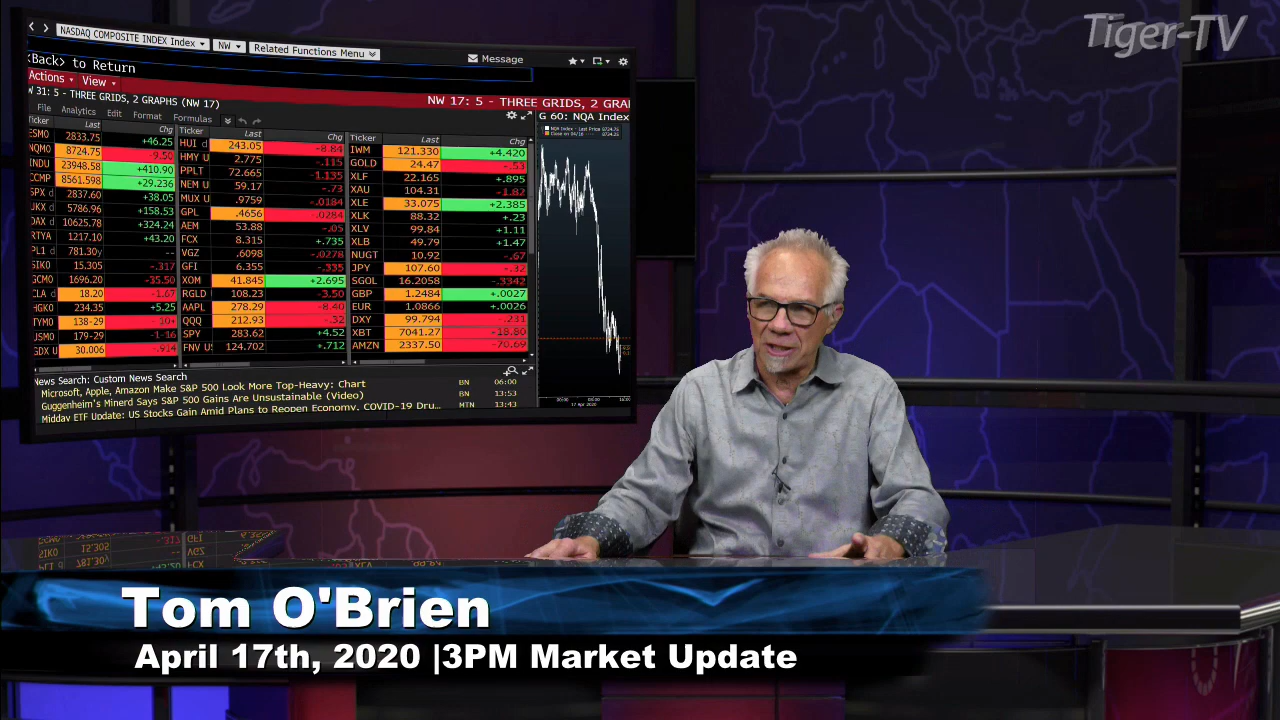 Tiger-TV
NASDAQ COMPOSITE INDEX Index NW Related Functions Menu
Message
<Back> to Return
Actions View
W 31: 5 - THREE GRIDS, 2 GRAPHS (NW 17)
NW 17: 5 - THREE GRIDS, 2 GRA
File Analytics Edit Format Formulas
G 60: NQA Index
Ticker Last Chg Ticker Last Chg Ticker Last Chg
ESMO 2833.75 +46.25 HUI d 243.05 -8.84 IWM 121.330 +4.420
NQMO 8724.75 -9.50 HMY U 2.775 -.115 GOLD 24.47 -.53
INDU 23948.58 +410.90 PPLT 72.665 -1.135 XLF 22.165 +.895
CCMP 8561.598 +29.236 NEM U 59.17 -.73 XAU 104.31 -1.82
SPX d 2837.60 +38.05 MUX U .9759 -.0184 XLE 33.075 +2.385
UKX d 5786.96 +158.53 GPL .4656 -.0284 XLK 88.32 +.23
DAX d 10625.78 +324.24 AEM 53.88 -.05 XLV 99.84 +1.11
RTYA 1217.10 +43.20 FCX 8.315 +.735 XLB 49.79 +1.47
PL1 d 781.30y -- VGZ .6098 -.0278 NUGT 10.92 -.67
SIKO 15.305 -.317 GFI 6.355 -.335 JPY 107.60 -.32
GCMO 1696.20 -35.50 XOM 41.845 +2.695 SGOL 16.2058 -.3342
CLA d 18.20 -1.67 RGLD 108.23 -3.50 GBP 1.2484 +.0027
HGKO 234.35 +5.25 AAPL 278.29 -8.40 EUR 1.0866 +.0026
TYMO 138-29 -10+ QQQ 212.93 -.32 DXY 99.794 -.231
USMO 179-29 -1-16 SPY 283.62 +4.52 XBT 7041.27 -18.80
GDX U 30.006 -.914 FNV U 124.702 +.712 AMZN 2337.50 -70.69
News Search: Custom News Search
Microsoft, Apple, Amazon Make S&P 500 Look More Top-Heavy: Chart BN 06:00
Guggenheim's Minerd Says S&P 500 Gains Are Unsustainable (Video) BN 13:53
Midday ETF Update: US Stocks Gain Amid Plans to Reopen Economy, COVID-19 Dru... MTN 13:43
17 Apr 2020
Tom O'Brien
April 17th, 2020 |3PM Market Update